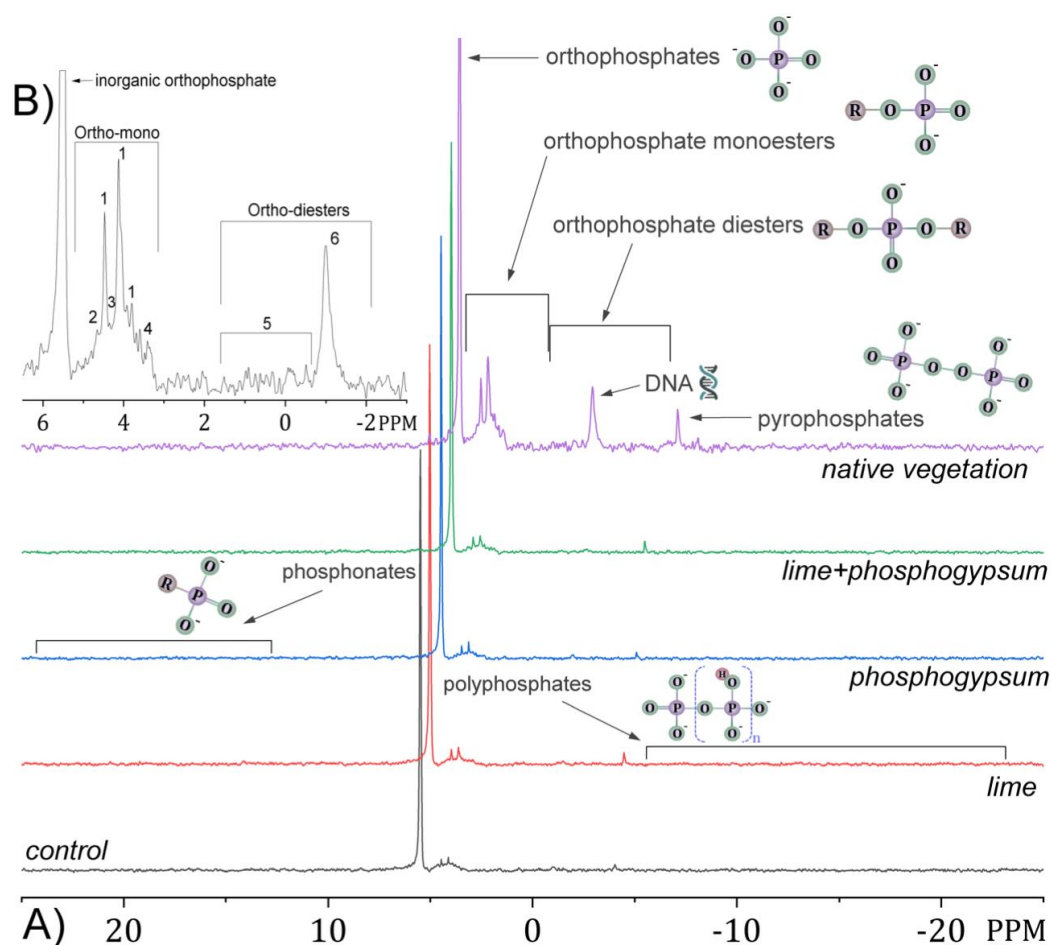 B)
inorganic orthophosphate
Ortho-mono
1
1
2
3
1
4
Ortho-diesters
6
5
6 4 2 0 -2 PPM
orthophosphates
O-
-O P O
O-
orthophosphate monoesters
O-
R O P O
O-
orthophosphate diesters
O-
R O P O R
O
DNA
pyrophosphates
O- O-
O P O O P O
O- O-
native vegetation
lime+phosphogypsum
phosphonates
R O-
P
O- O
phosphogypsum
polyphosphates
O- H O
O P O P O-
O- O- n
lime
control
A) 20 10 0 -10 -20 PPM